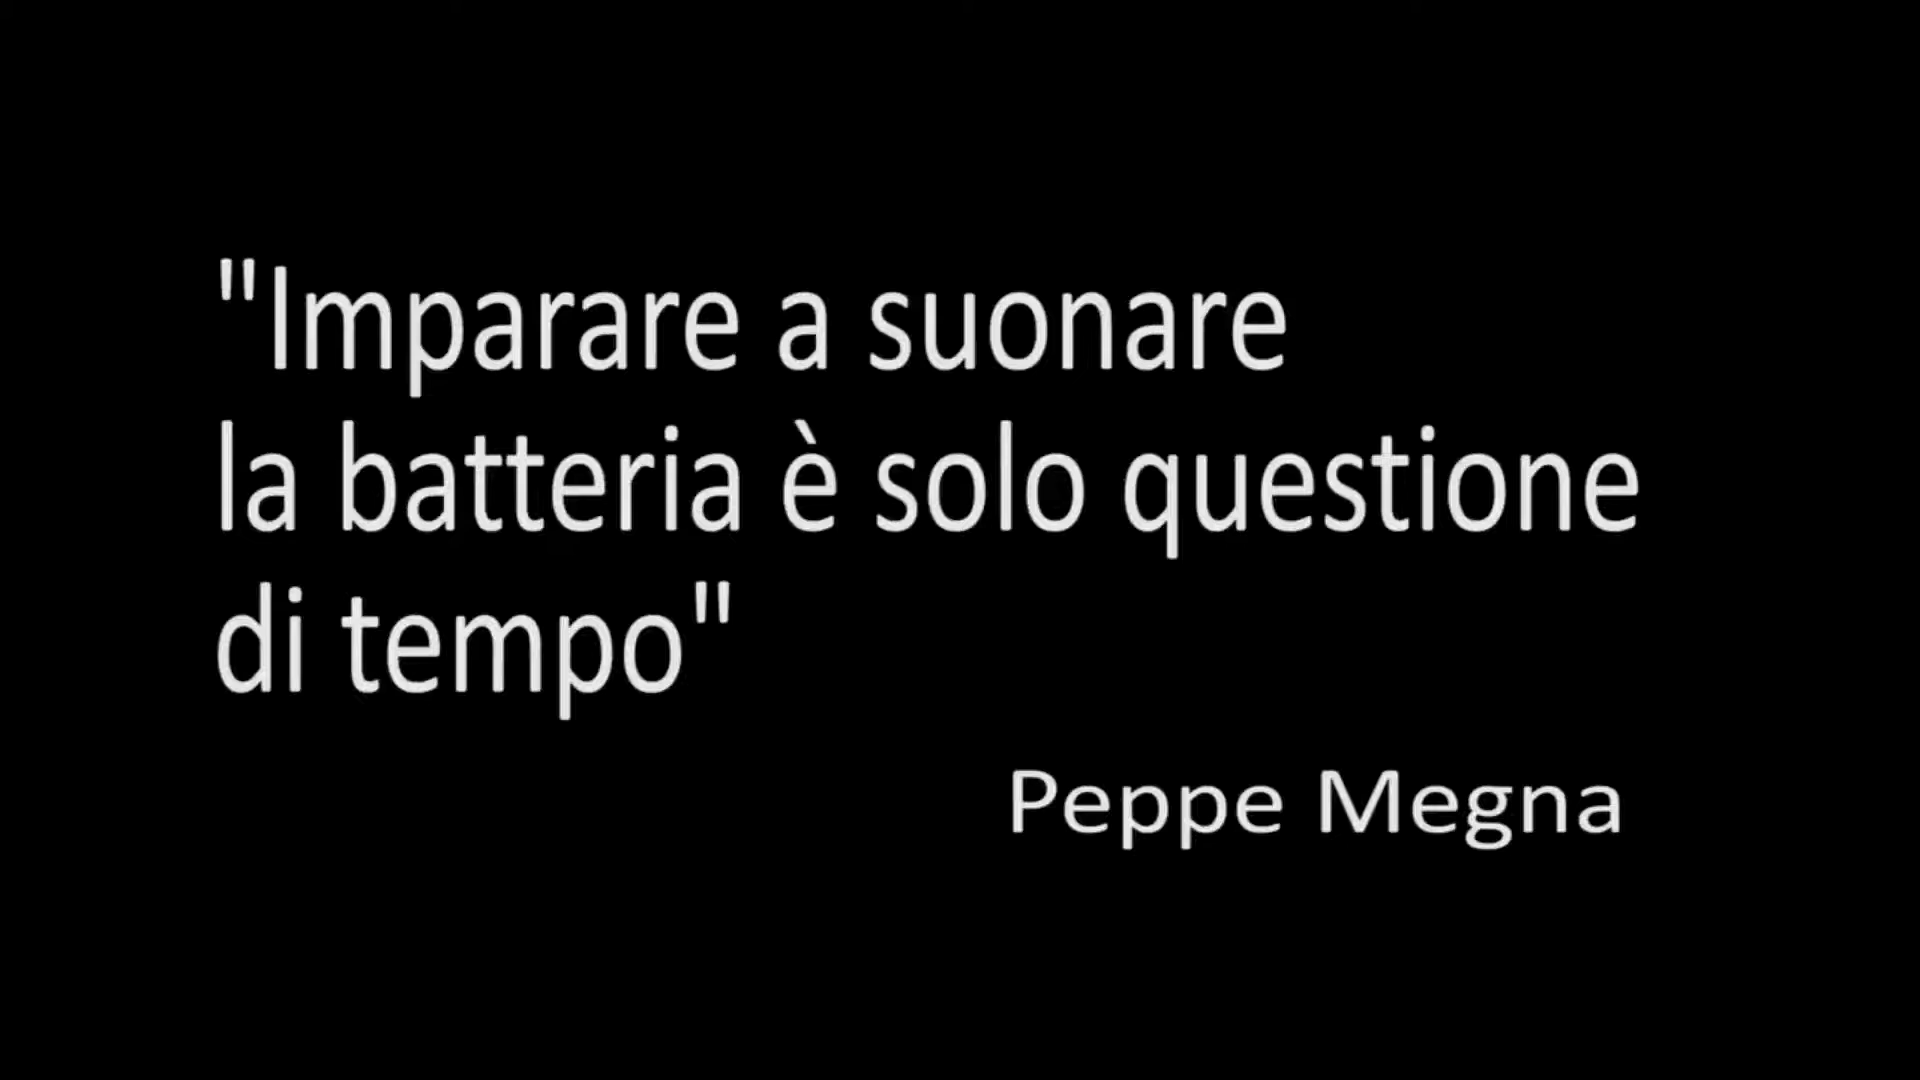 "Imparare a suonare
la batteria è solo questione
di tempo"
Peppe Megna